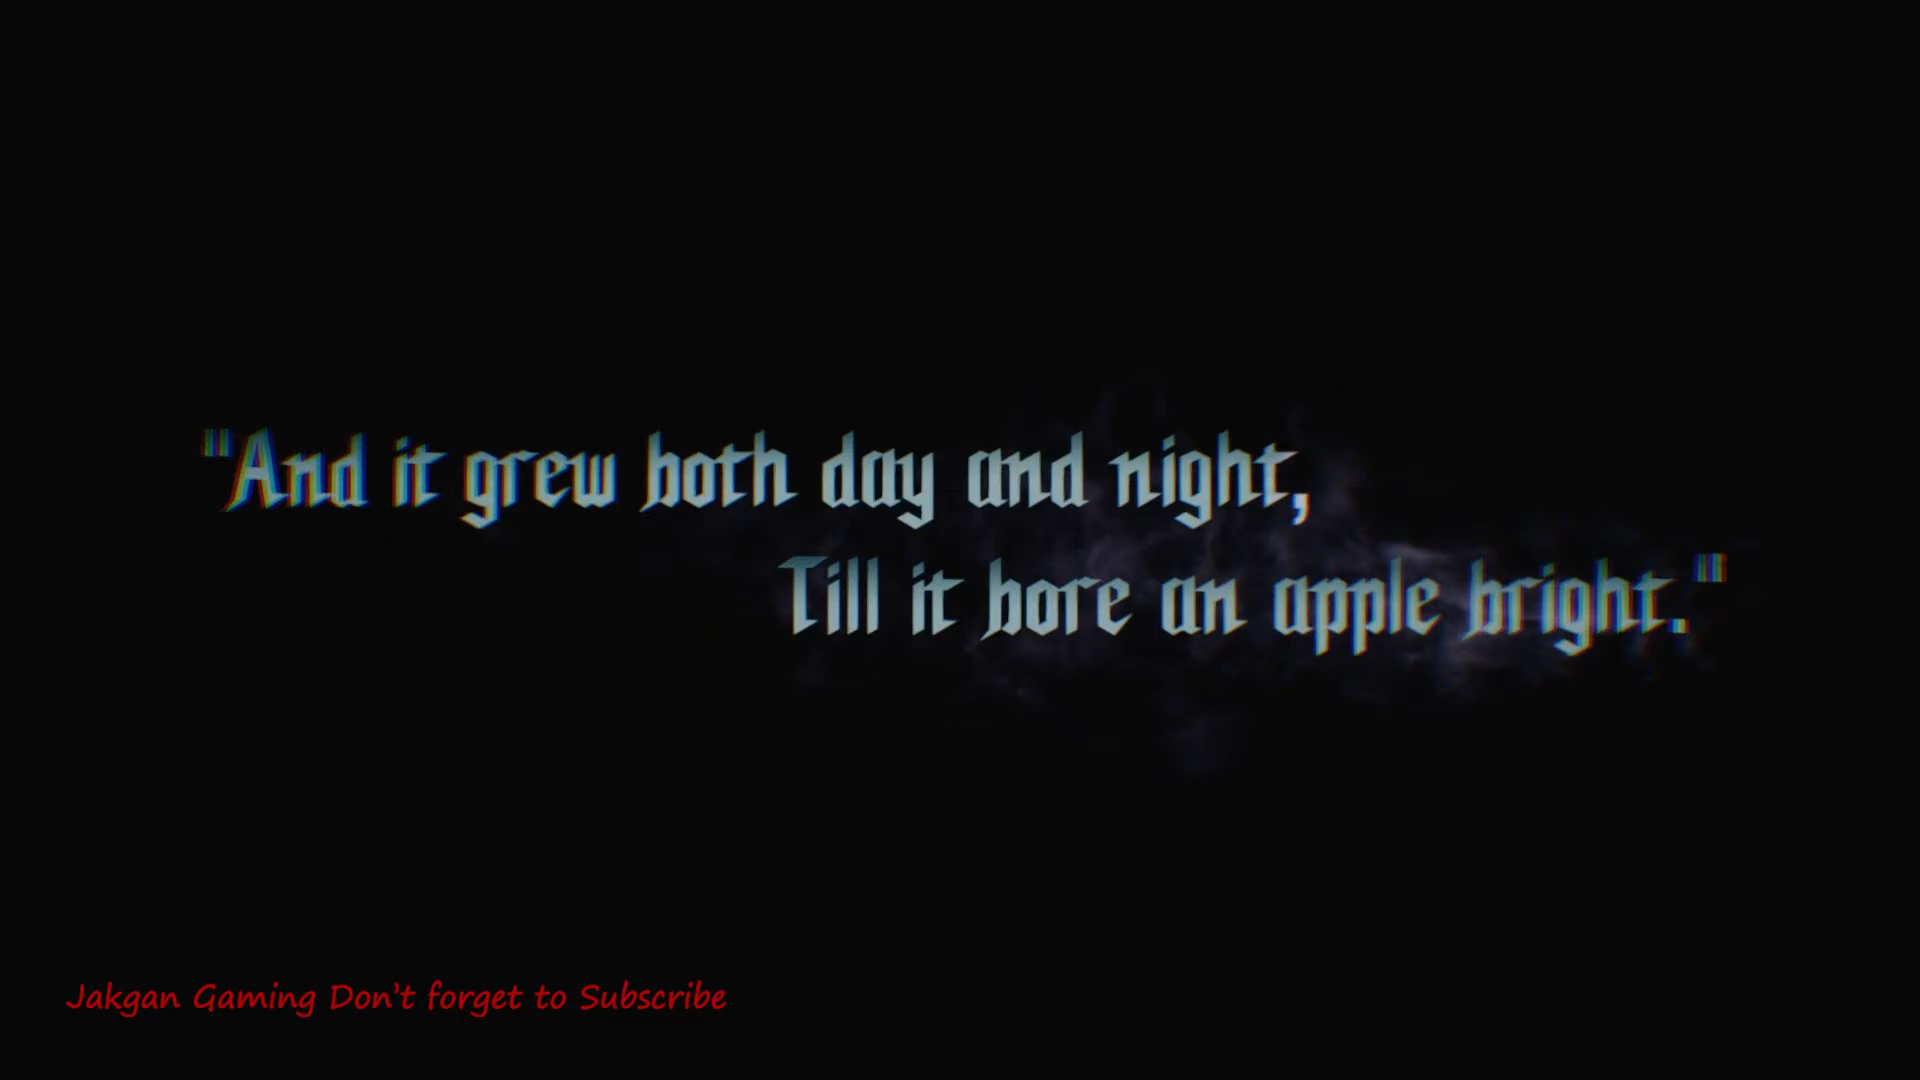 "And it grew both day and night,
Till it bore an apple bright."
Jakgan Gaming Don't forget to Subscribe